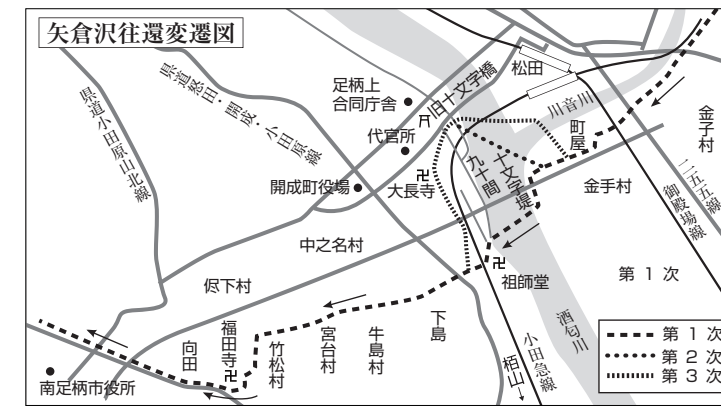 矢倉沢往還変遷図
県道小田原山北線
県道怒田・開成・小田原線
足柄上
合同庁舎
旧十文字橋
松田
川音川
代官所
町屋
金子村
二五五線
御殿場線
開成町役場
大長寺
九十間
十文字堤
金手村
中之名村
祖師堂
第1次
侭下村
酒匂川
下島
牛島村
宮台村
竹松村
福田寺
向田
小田急線
栢山→
南足柄市役所
第1次
第2次
第3次